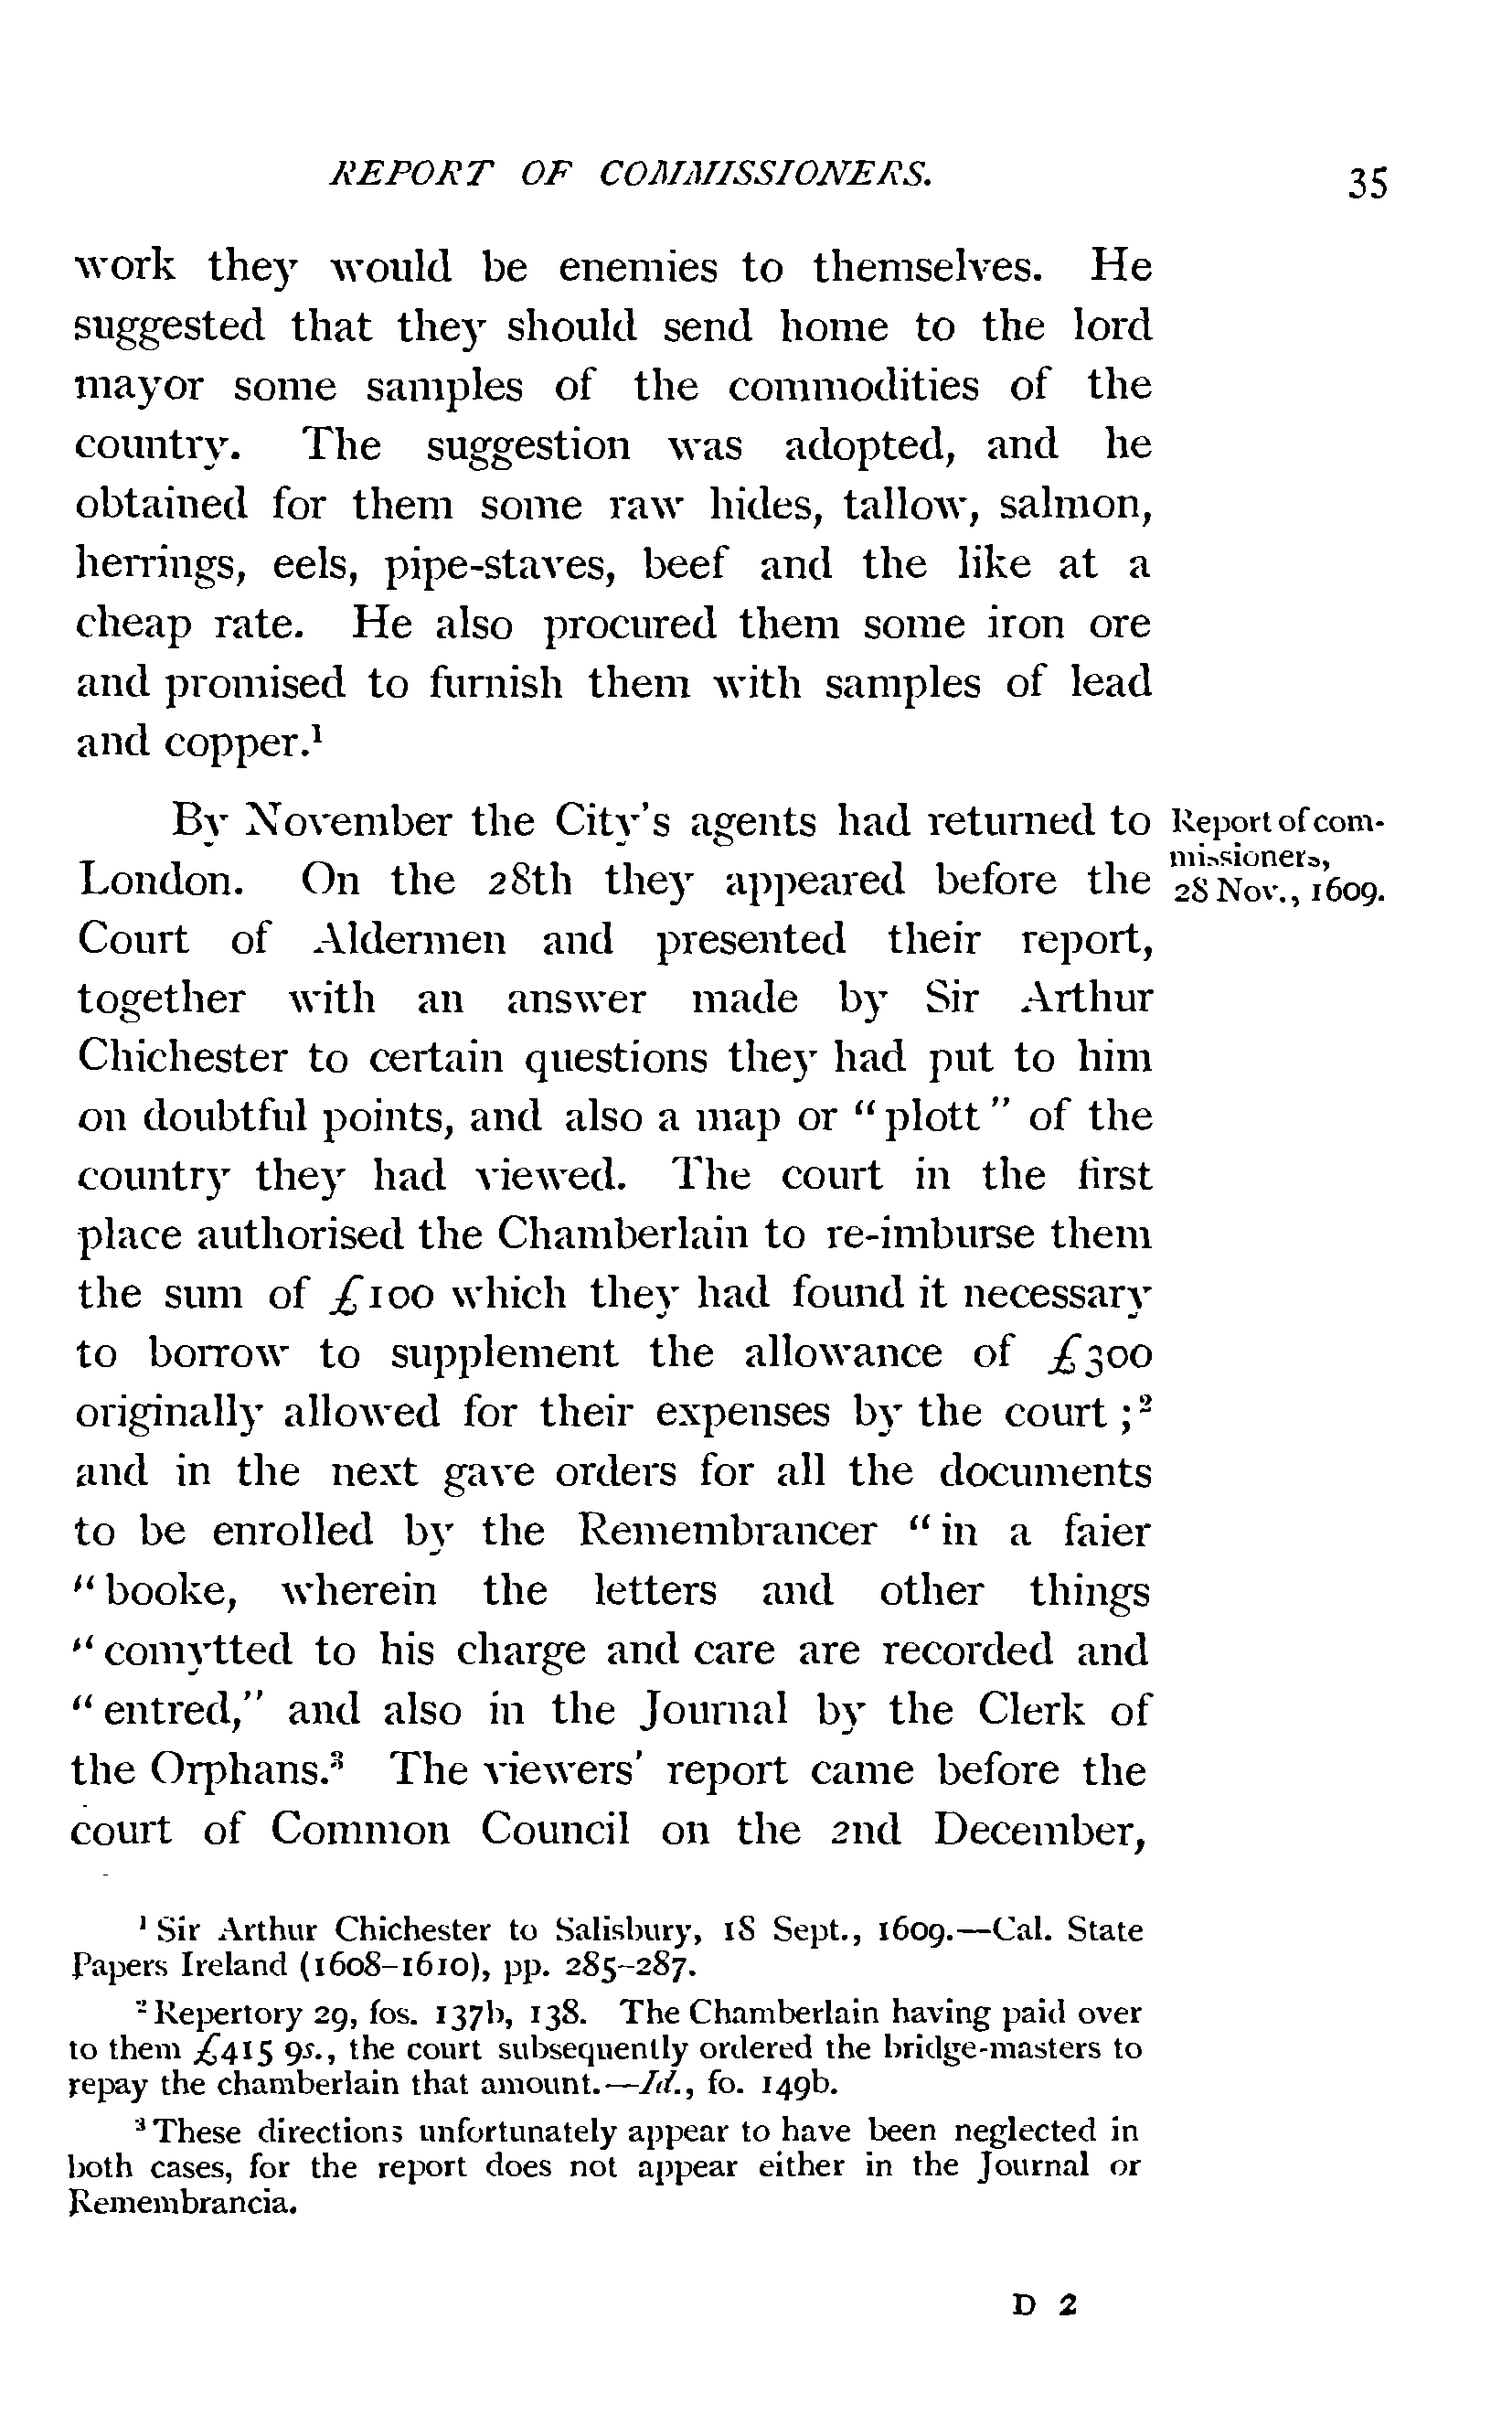 REPORT OF COMMISSIONERS. 35
work they would be enemies to themselves. He
suggested that they should send home to the lord
mayor some samples of the commodities of the
country. The suggestion was adopted, and he
obtained for them some raw hides, tallow, salmon,
herrings, eels, pipe-staves, beef and the like at a
cheap rate. He also procured them some iron ore
and promised to furnish them with samples of lead
and copper.¹
By November the City's agents had returned to
London. On the 28th they appeared before the
Court of Aldermen and presented their report,
together with an answer made by Sir Arthur
Chichester to certain questions they had put to him
on doubtful points, and also a map or “plott” of the
country they had viewed. The court in the first
place authorised the Chamberlain to re-imburse them
the sum of £100 which they had found it necessary
to borrow to supplement the allowance of £300
originally allowed for their expenses by the court;²
and in the next gave orders for all the documents
to be enrolled by the Remembrancer “in a faier
“booke, wherein the letters and other things
“comytted to his charge and care are recorded and
“entred,” and also in the Journal by the Clerk of
the Orphans.³ The viewers' report came before the
court of Common Council on the 2nd December,
Report of com-
missioners,
28 Nov., 1609.
¹ Sir Arthur Chichester to Salisbury, 18 Sept., 1609.—Cal. State
Papers Ireland (1608–1610), pp. 285–287.
² Repertory 29, fos. 137b, 138. The Chamberlain having paid over
to them £415 9s., the court subsequently ordered the bridge-masters to
repay the chamberlain that amount.—Id., fo. 149b.
³ These directions unfortunately appear to have been neglected in
both cases, for the report does not appear either in the Journal or
Remembrancia.
D 2